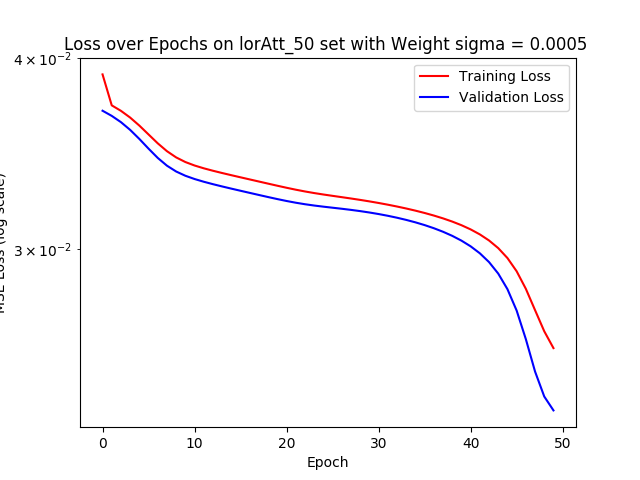 Loss over Epochs on lorAtt_50 set with Weight sigma = 0.0005
4 × 10⁻²
3 × 10⁻²
MSE Loss (log scale)
Training Loss
Validation Loss
0
10
20
30
40
50
Epoch